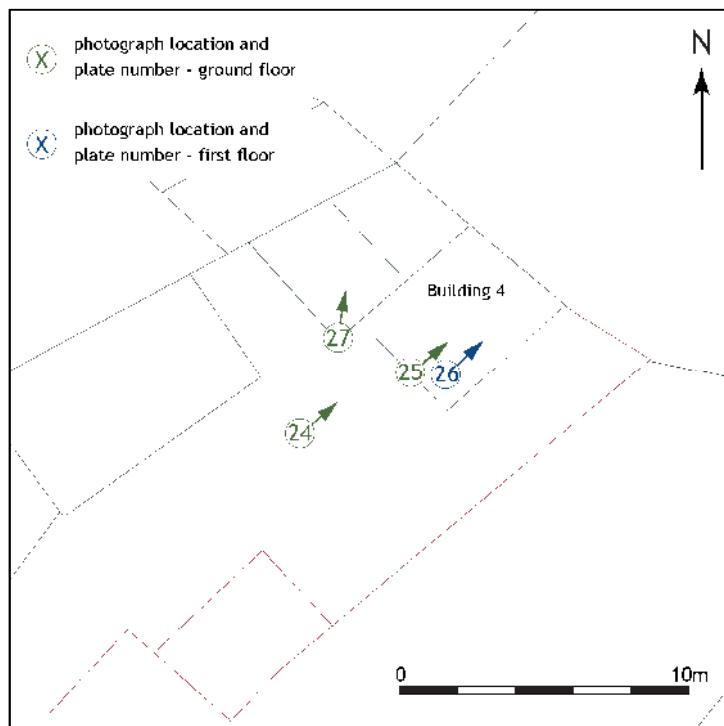 X photograph location and
plate number - ground floor
N
X photograph location and
plate number - first floor
Building 4
27
25
26
24
0 10m